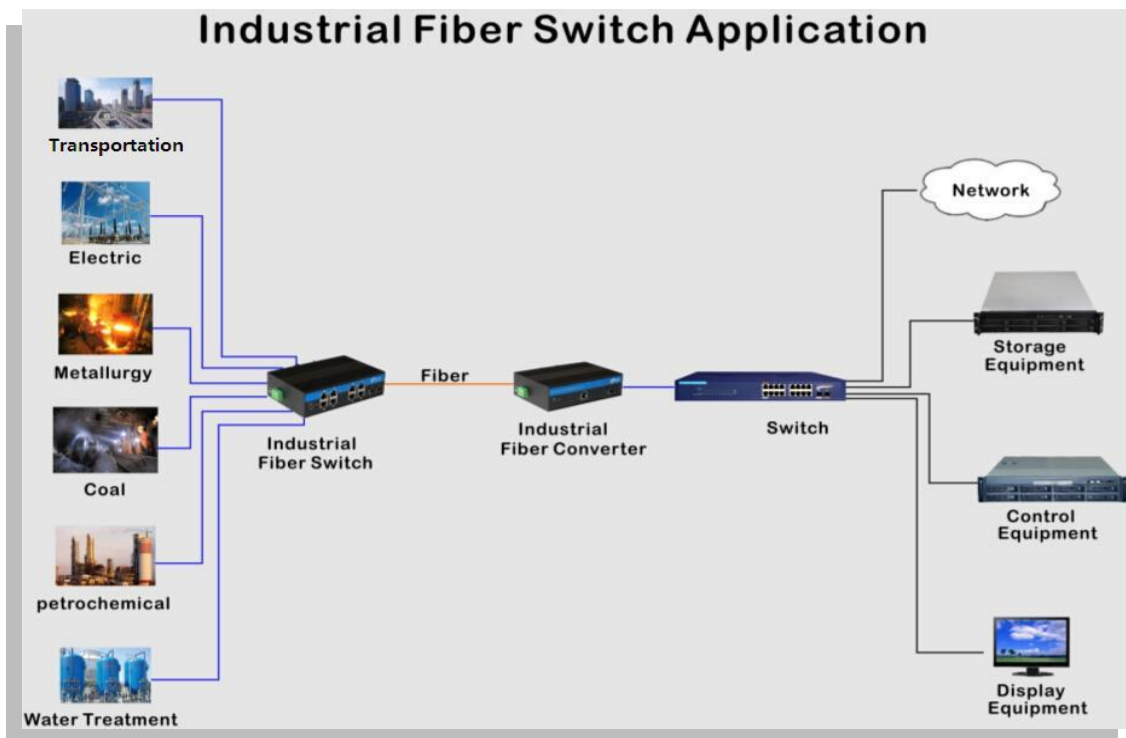 Industrial Fiber Switch Application
Transportation
Electric
Metallurgy
Coal
petrochemical
Water Treatment
Industrial
Fiber Switch
Fiber
Industrial
Fiber Converter
Switch
Network
Storage
Equipment
Control
Equipment
Display
Equipment